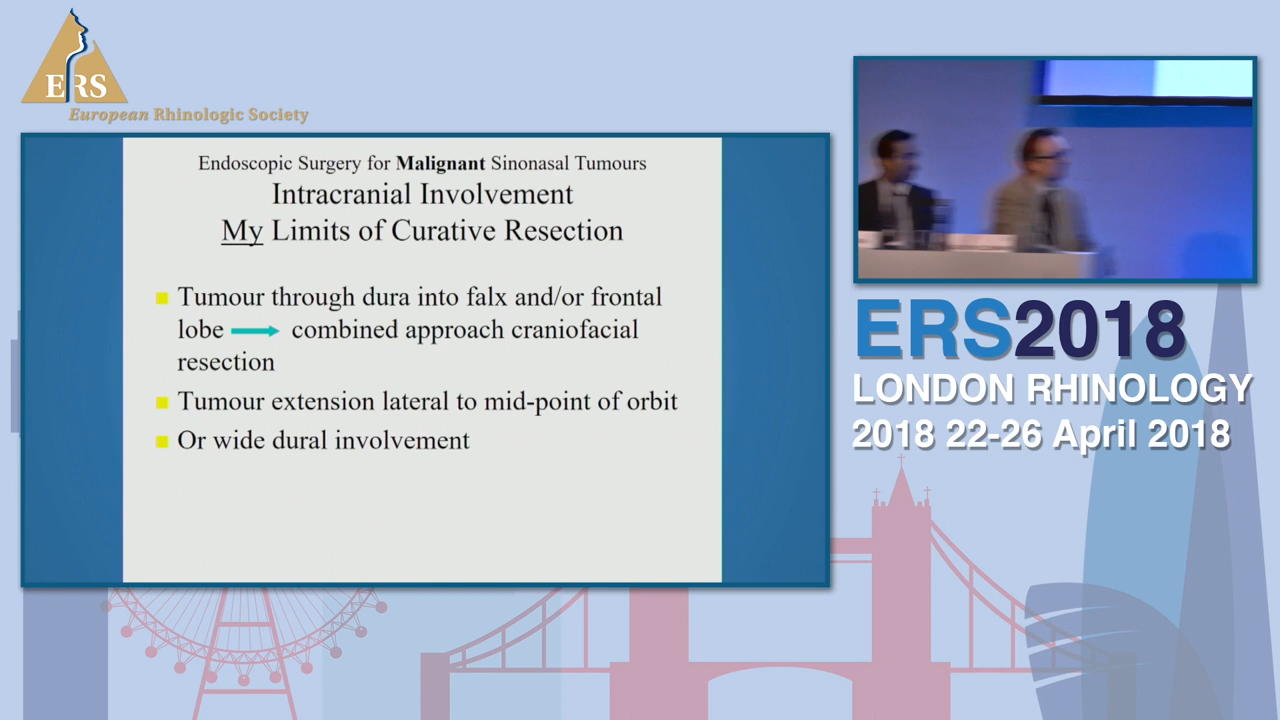 ERS
European Rhinologic Society
Endoscopic Surgery for Malignant Sinonasal Tumours
Intracranial Involvement
My Limits of Curative Resection
Tumour through dura into falx and/or frontal
lobe combined approach craniofacial
resection
Tumour extension lateral to mid-point of orbit
Or wide dural involvement
ERS2018
LONDON RHINOLOGY
2018 22-26 April 2018